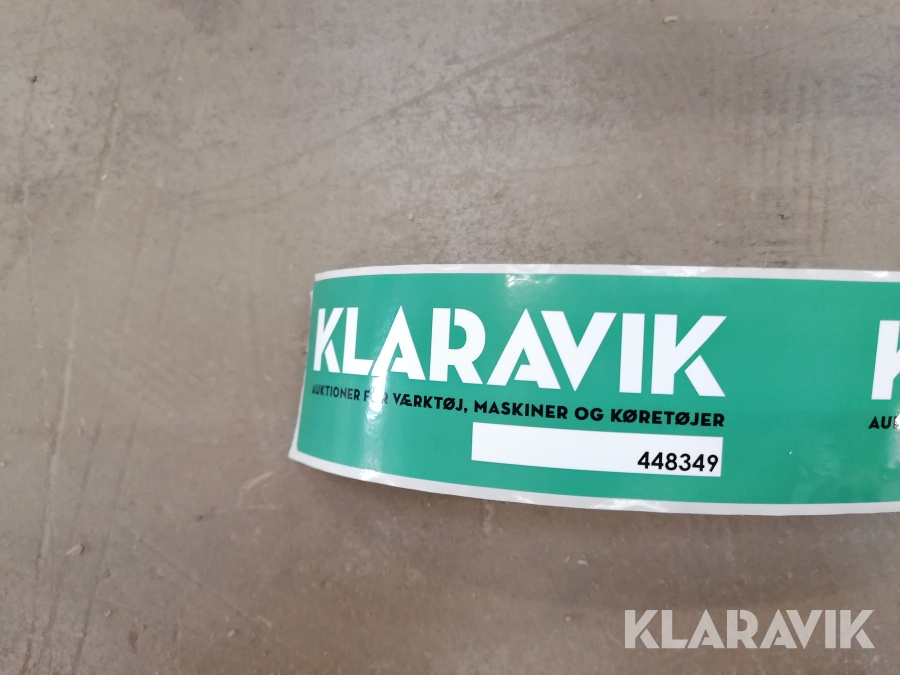 KLARAVIK
AUKTIONER FOR VÆRKTØJ, MASKINER OG KØRETØJER
448349
KLARAVIK